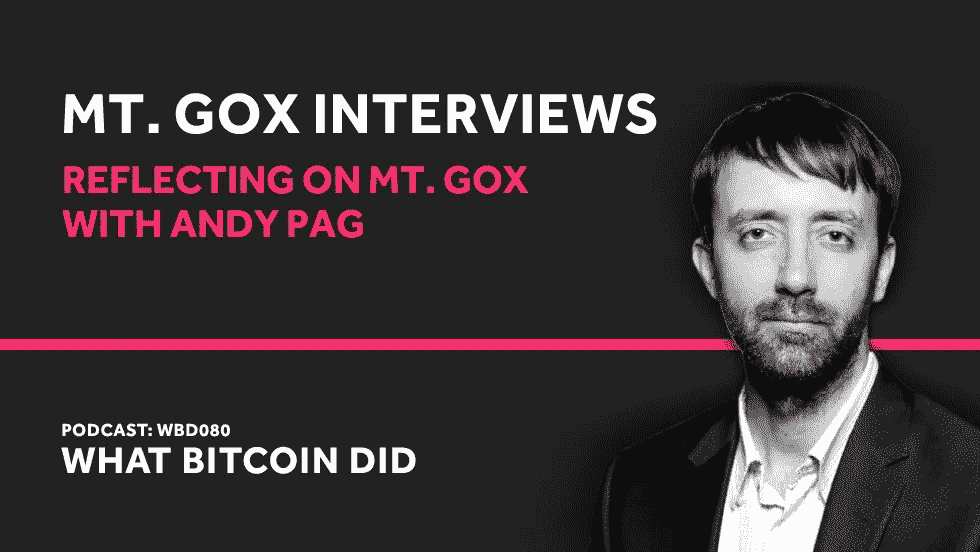 MT. GOX INTERVIEWS
REFLECTING ON MT. GOX
WITH ANDY PAG
PODCAST: WBD080
WHAT BITCOIN DID